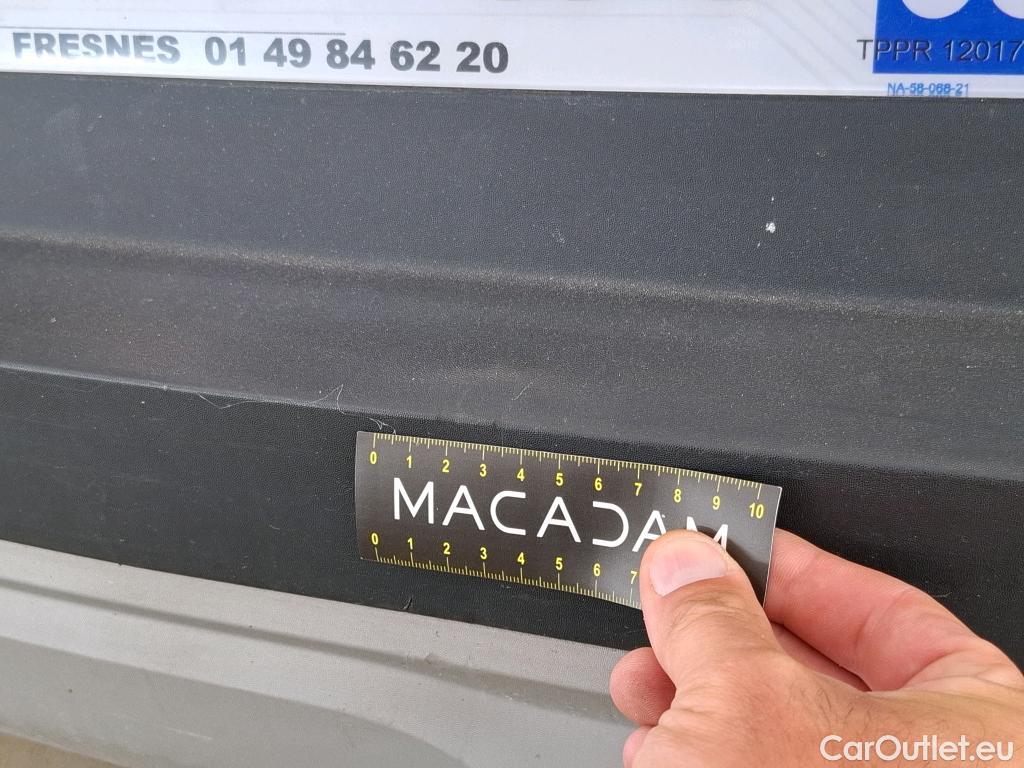 FRESNES 01 49 84 62 20
TPPR 12017
NA-58-068-21
0 1 2 3 4 5 6 7 8 9 10
MACADAM
0 1 2 3 4 5 6 7
CarOutlet.eu